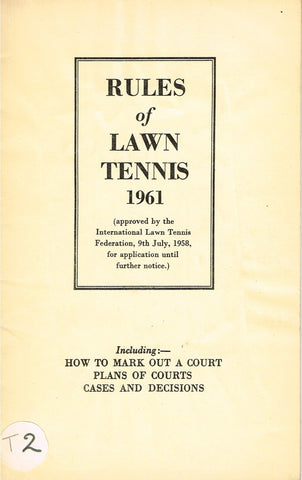 RULES
of
LAWN
TENNIS
1961
(approved by the
International Lawn Tennis
Federation, 9th July, 1958,
for application until
further notice.)
Including:—
HOW TO MARK OUT A COURT
PLANS OF COURTS
CASES AND DECISIONS
T2